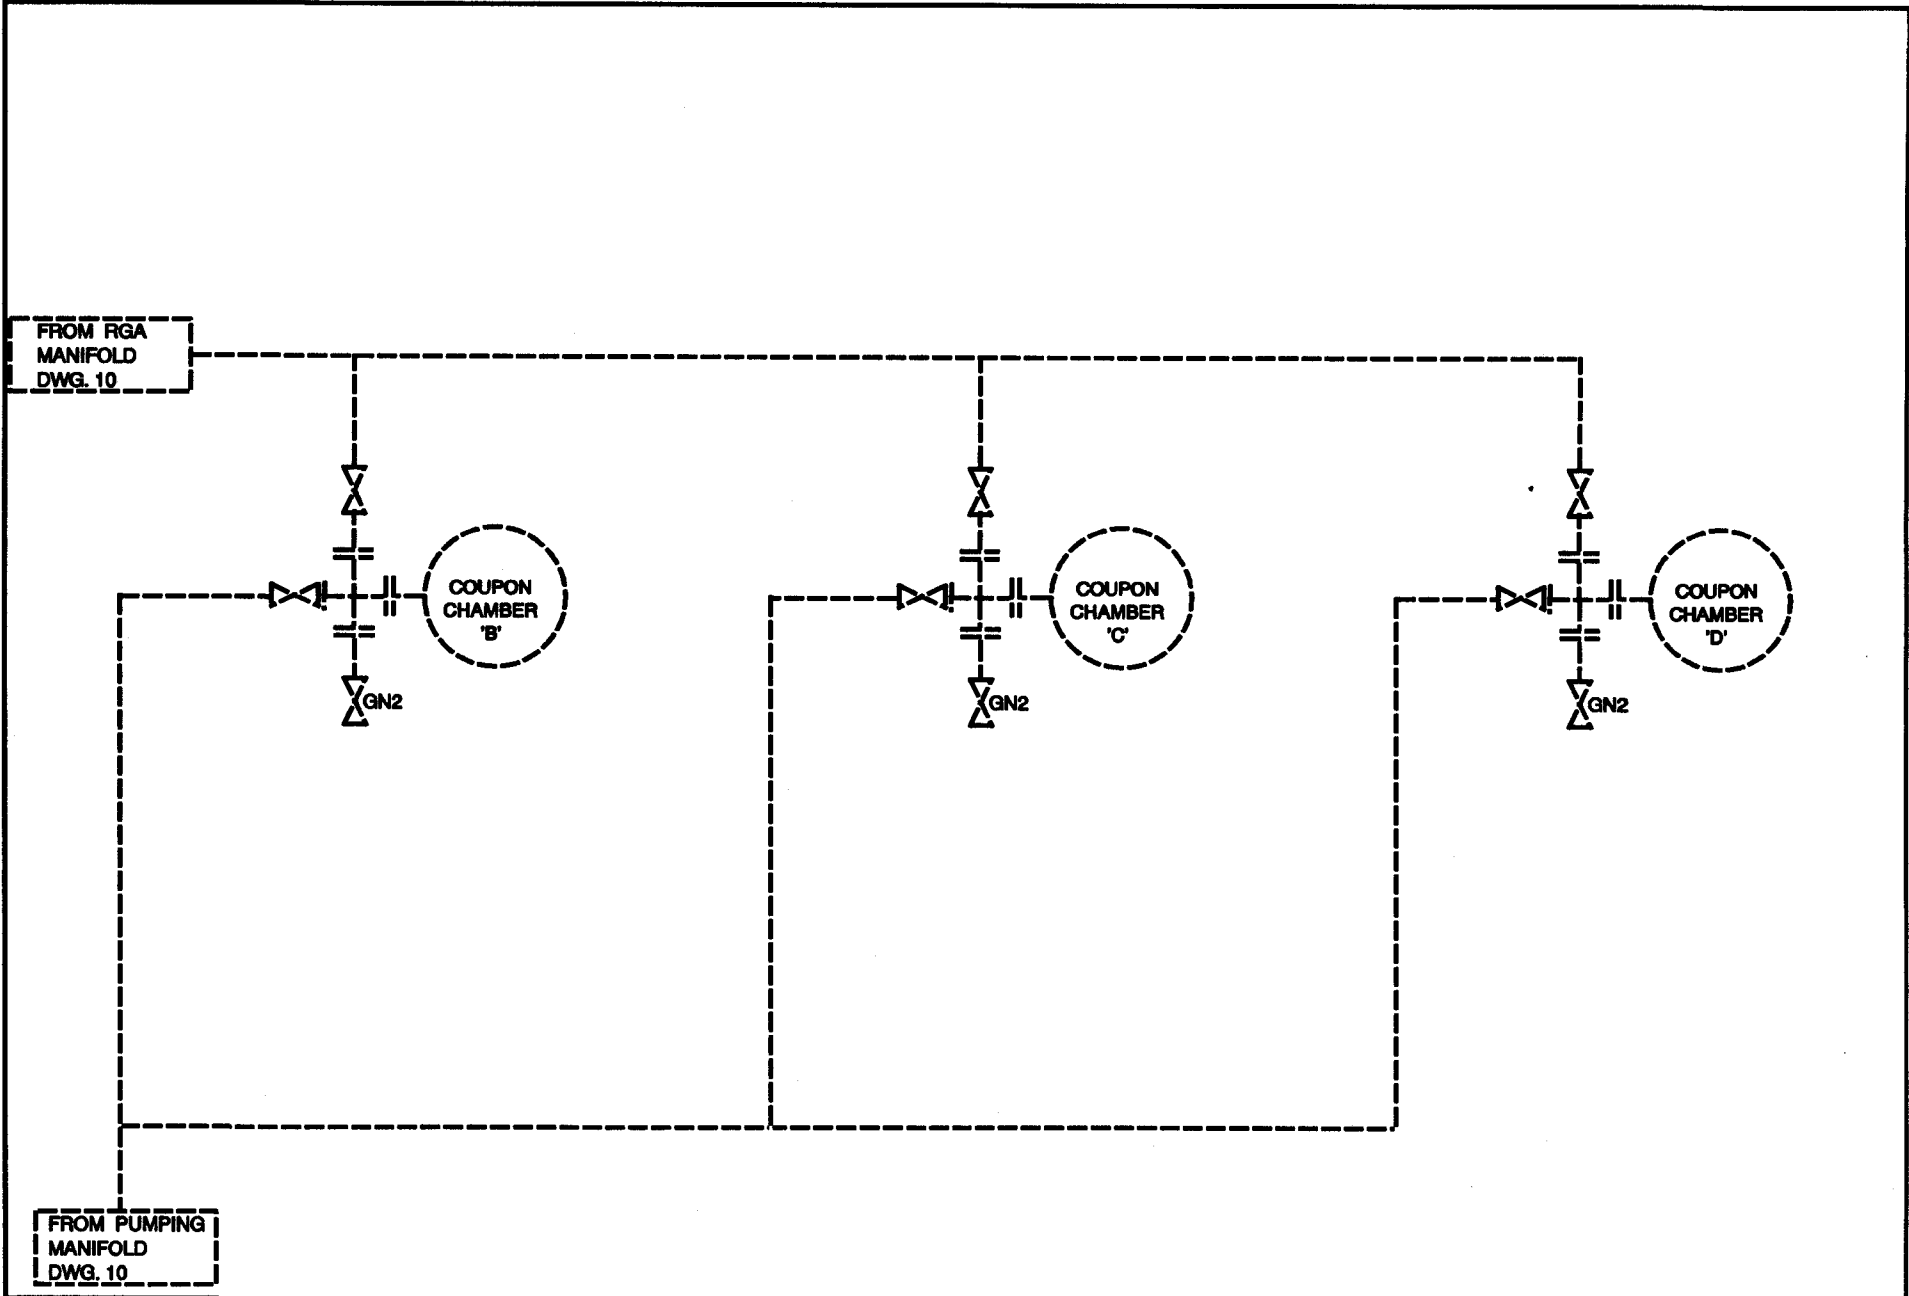 FROM RGA
MANIFOLD
DWG. 10
COUPON
CHAMBER
'B'
GN2
COUPON
CHAMBER
'C'
GN2
COUPON
CHAMBER
'D'
GN2
FROM PUMPING
MANIFOLD
DWG. 10